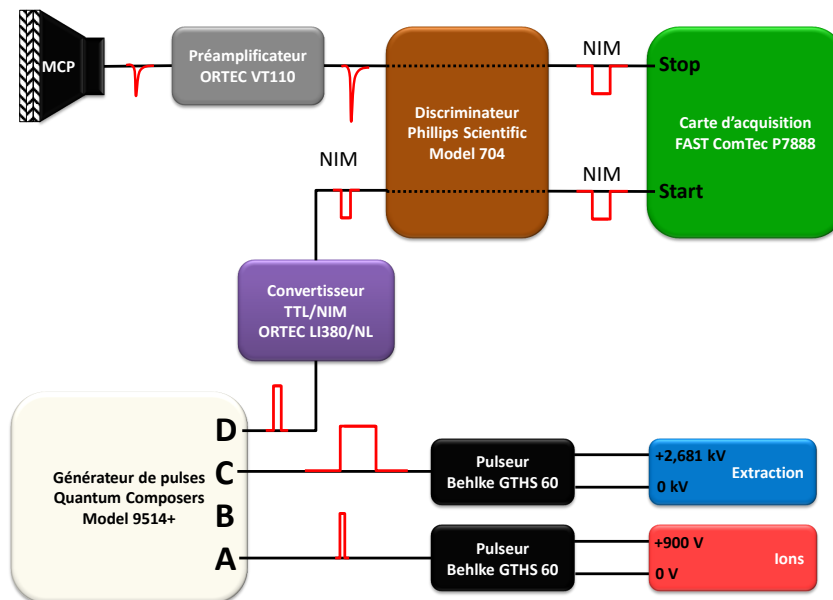 MCP
Préamplificateur
ORTEC VT110
NIM
Stop
Discriminateur
Phillips Scientific
Model 704
Carte d'acquisition
FAST ComTec P7888
NIM
NIM
Start
Convertisseur
TTL/NIM
ORTEC LI380/NL
Générateur de pulses
Quantum Composers
Model 9514+
D
C
B
A
Pulseur
Behlke GTHS 60
+2,681 kV
0 kV
Extraction
Pulseur
Behlke GTHS 60
+900 V
0 V
Ions